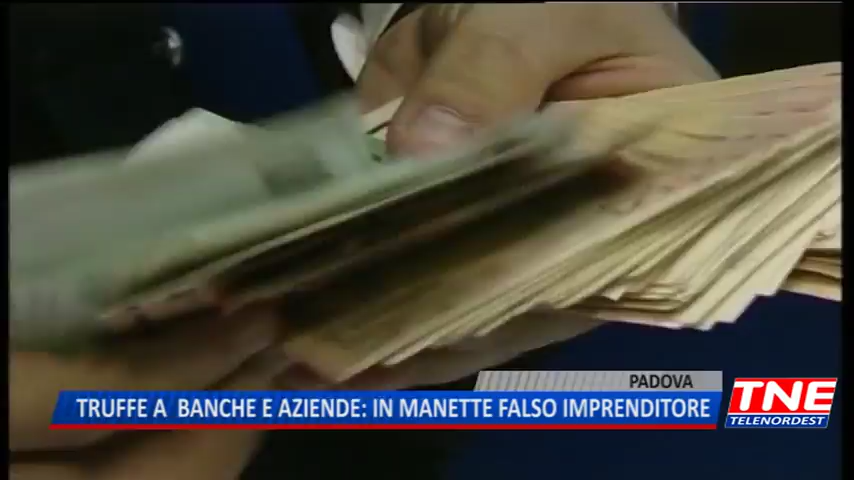 PADOVA
TRUFFE A BANCHE E AZIENDE: IN MANETTE FALSO IMPRENDITORE
TNE
TELENORDEST